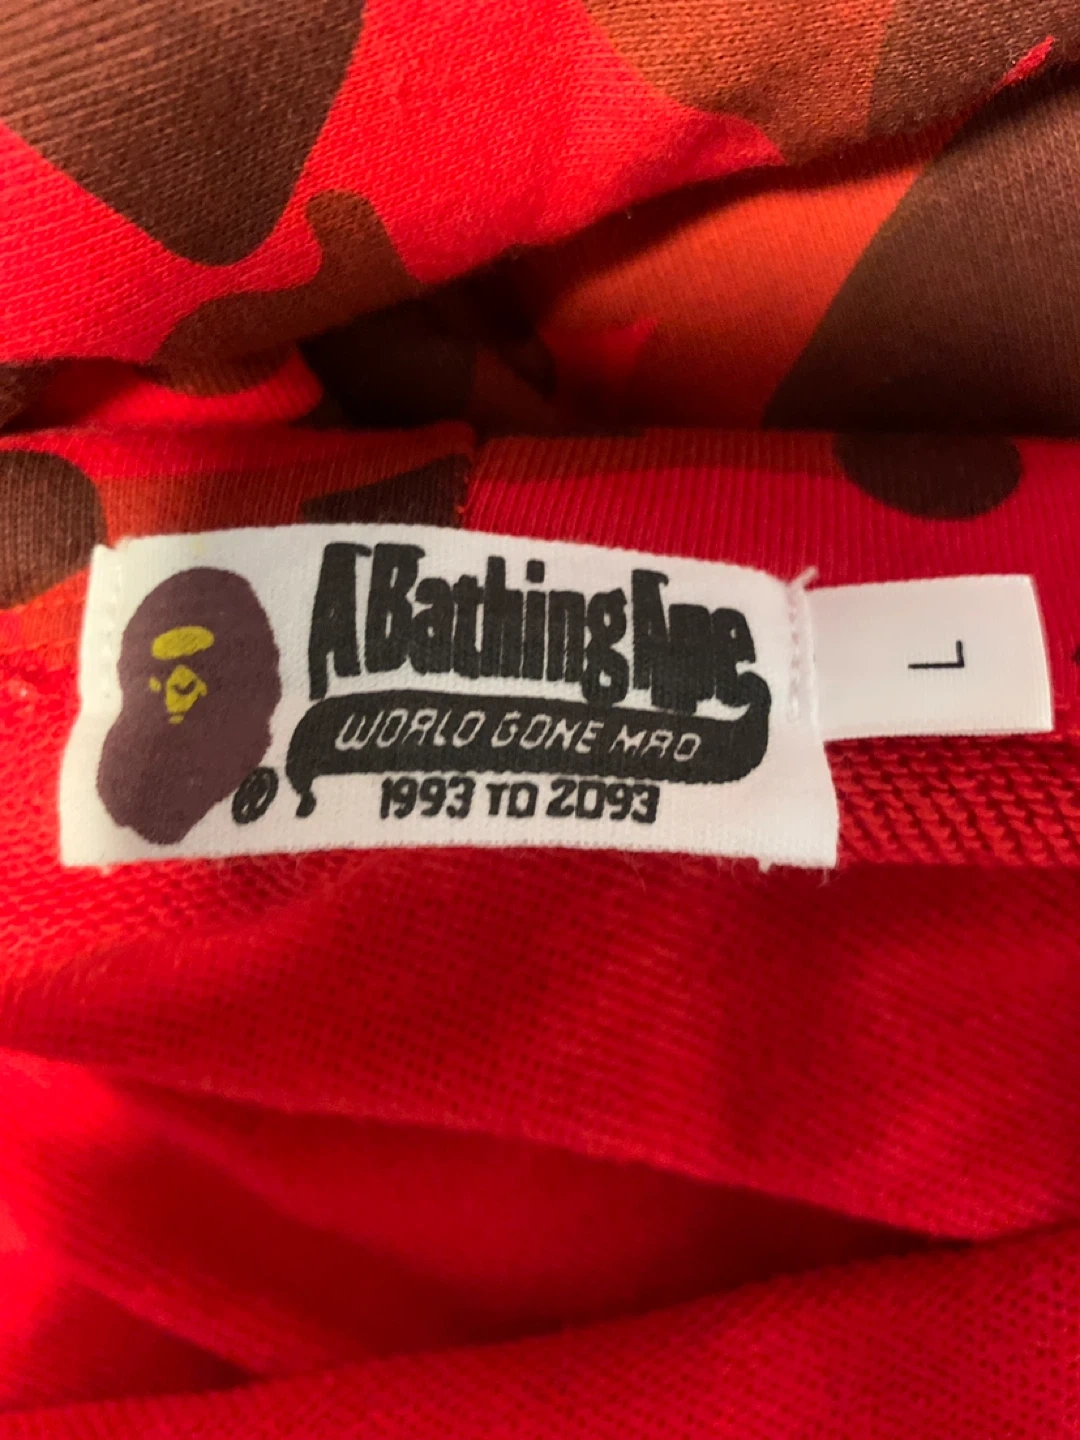 A Bathing Ape
®
WORLD GONE MAD
1993 TO 2093
L